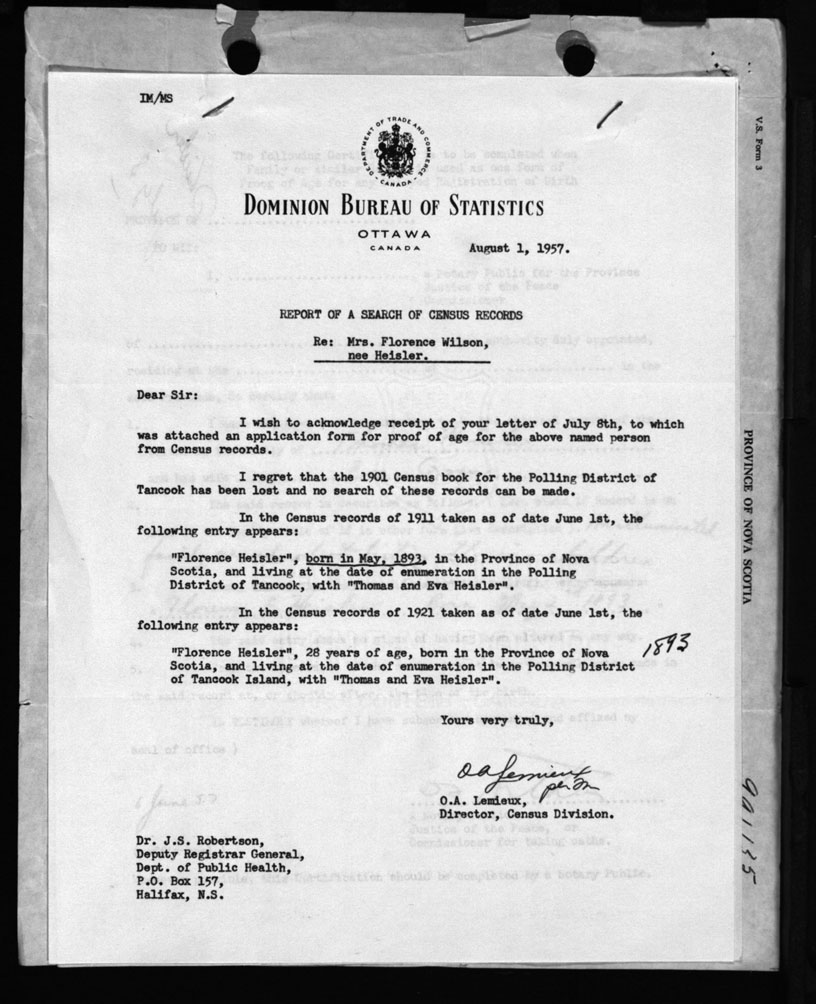 IM/MS
DEPARTMENT OF TRADE AND COMMERCE
CANADA
DOMINION BUREAU OF STATISTICS
OTTAWA
CANADA
August 1, 1957.
REPORT OF A SEARCH OF CENSUS RECORDS
Re: Mrs. Florence Wilson,
nee Heisler.
Dear Sir:
I wish to acknowledge receipt of your letter of July 8th, to which
was attached an application form for proof of age for the above named person
from Census records.
I regret that the 1901 Census book for the Polling District of
Tancook has been lost and no search of these records can be made.
In the Census records of 1911 taken as of date June 1st, the
following entry appears:
"Florence Heisler", born in May, 1893, in the Province of Nova
Scotia, and living at the date of enumeration in the Polling
District of Tancook, with "Thomas and Eva Heisler".
In the Census records of 1921 taken as of date June 1st, the
following entry appears:
"Florence Heisler", 28 years of age, born in the Province of Nova
Scotia, and living at the date of enumeration in the Polling District
of Tancook Island, with "Thomas and Eva Heisler".
1893
Yours very truly,
O A Lemieux
per
O.A. Lemieux,
Director, Census Division.
Dr. J.S. Robertson,
Deputy Registrar General,
Dept. of Public Health,
P.O. Box 157,
Halifax, N.S.
V.S. Form 3
PROVINCE OF NOVA SCOTIA